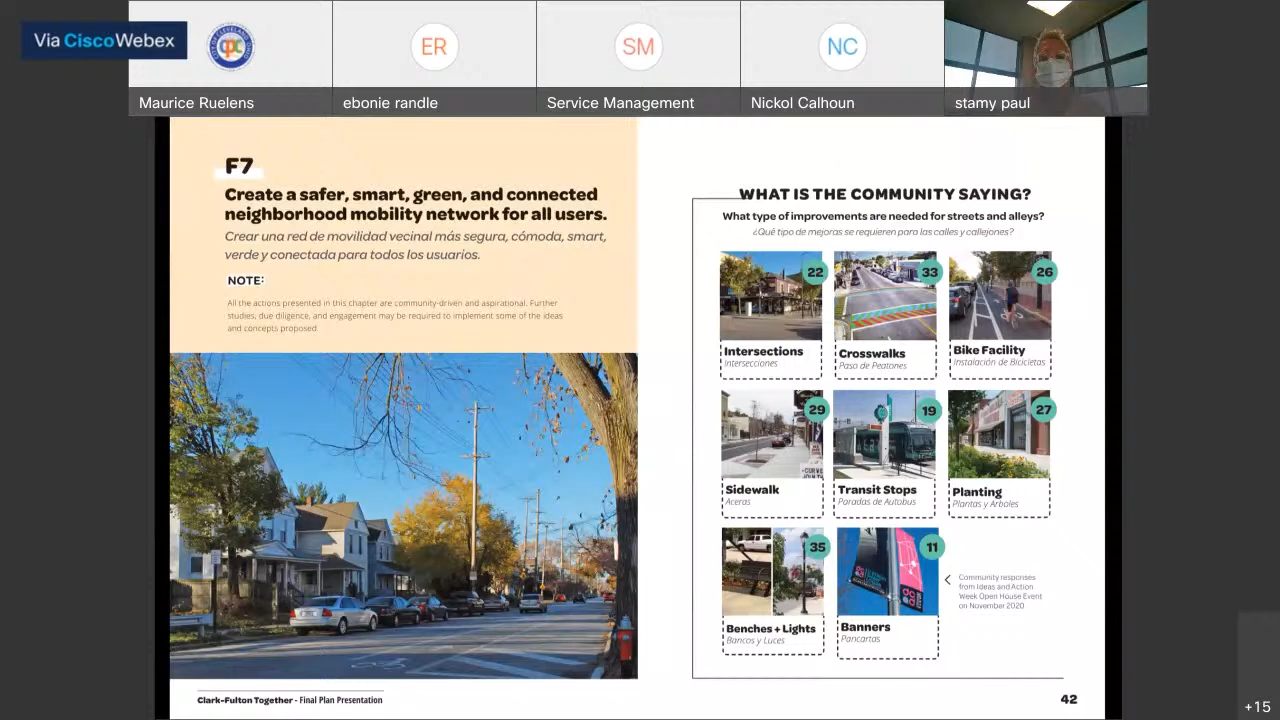 Via Cisco Webex
ER
SM
NC
Maurice Ruelens
ebonie randle
Service Management
Nickol Calhoun
stamy paul
F7
Create a safer, smart, green, and connected
neighborhood mobility network for all users.
Crear una red de movilidad vecinal más segura, cómoda, smart,
verde y conectada para todos los usuarios.
NOTE:
All the actions presented in this chapter are community-driven and aspirational. Further
studies, due diligence, and engagement may be required to implement some of the ideas
and concepts proposed.
WHAT IS THE COMMUNITY SAYING?
What type of improvements are needed for streets and alleys?
¿Qué tipo de mejoras se requieren para las calles y callejones?
22
33
26
Intersections
Intersecciones
Crosswalks
Paso de Peatones
Bike Facility
Instalación de Bicicletas
29
19
27
Sidewalk
Aceras
Transit Stops
Paradas de Autobus
Planting
Plantas y Arboles
35
11
Benches + Lights
Bancos y Luces
Banners
Pancartas
Community responses
from Ideas and Action
Week Open House Event
on November 2020
Clark-Fulton Together - Final Plan Presentation
42
+15